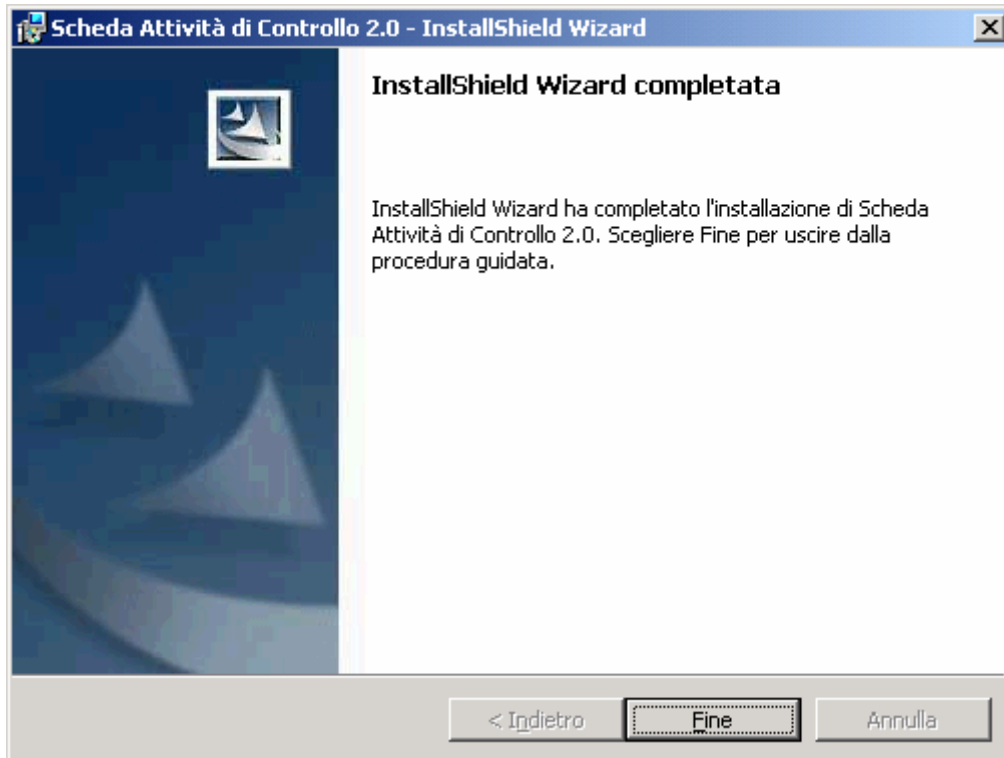 Scheda Attività di Controllo 2.0 - InstallShield Wizard
InstallShield Wizard completata
InstallShield Wizard ha completato l'installazione di Scheda
Attività di Controllo 2.0. Scegliere Fine per uscire dalla
procedura guidata.
< Indietro
Fine
Annulla